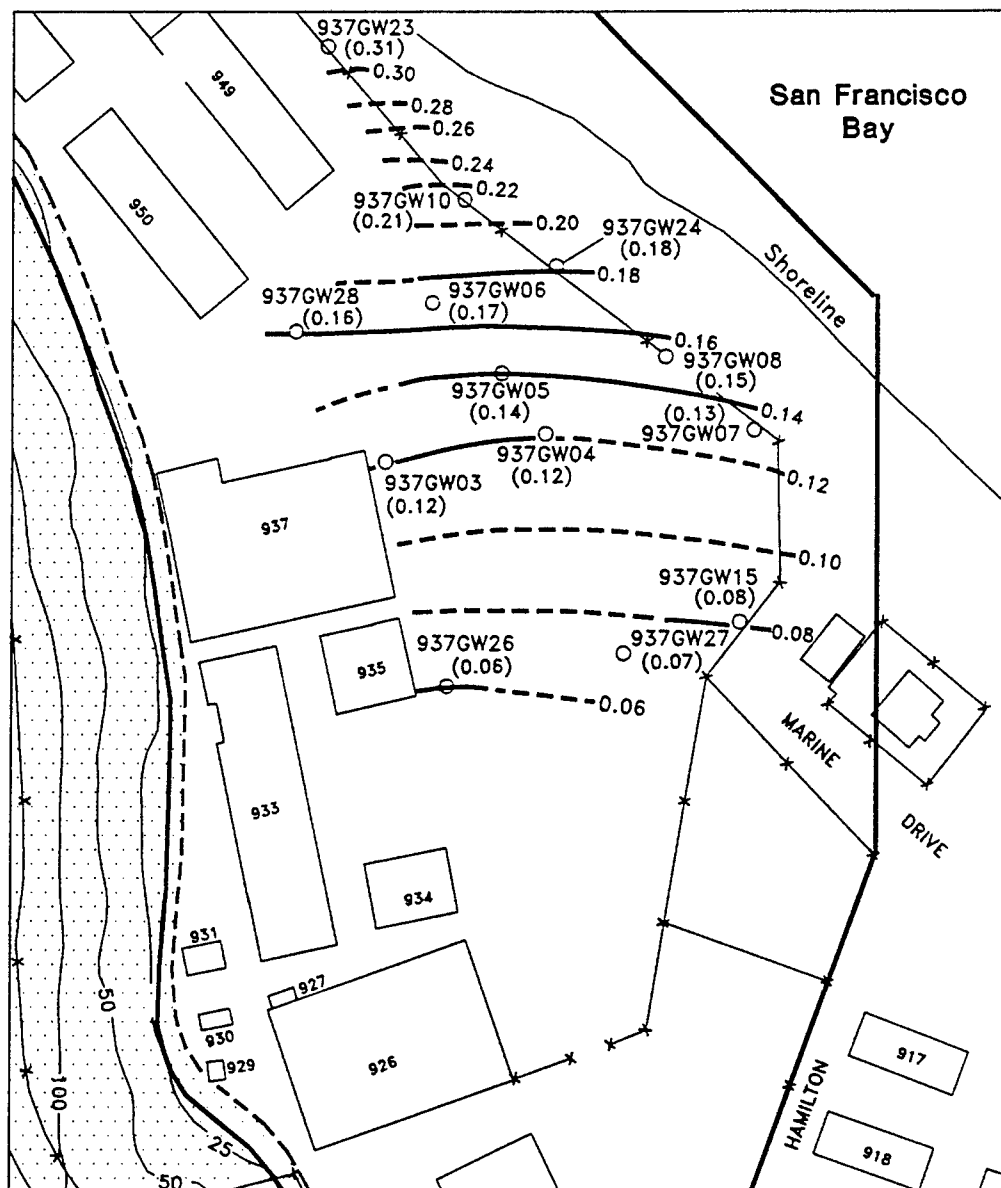 937GW23
(0.31)
0.30
949
San Francisco
Bay
0.28
0.26
0.24
0.22
937GW10
(0.21)
0.20
950
937GW24
(0.18)
0.18
Shoreline
937GW28
(0.16)
937GW06
(0.17)
0.16
937GW08
(0.15)
937GW05
(0.14)
0.14
(0.13)
937GW07
937GW04
(0.12)
0.12
937GW03
(0.12)
937
0.10
937GW15
(0.08)
0.08
937GW27
(0.07)
937GW26
(0.06)
0.06
935
MARINE
DRIVE
933
934
931
927
50
930
929
926
917
100
HAMILTON
25
918
50